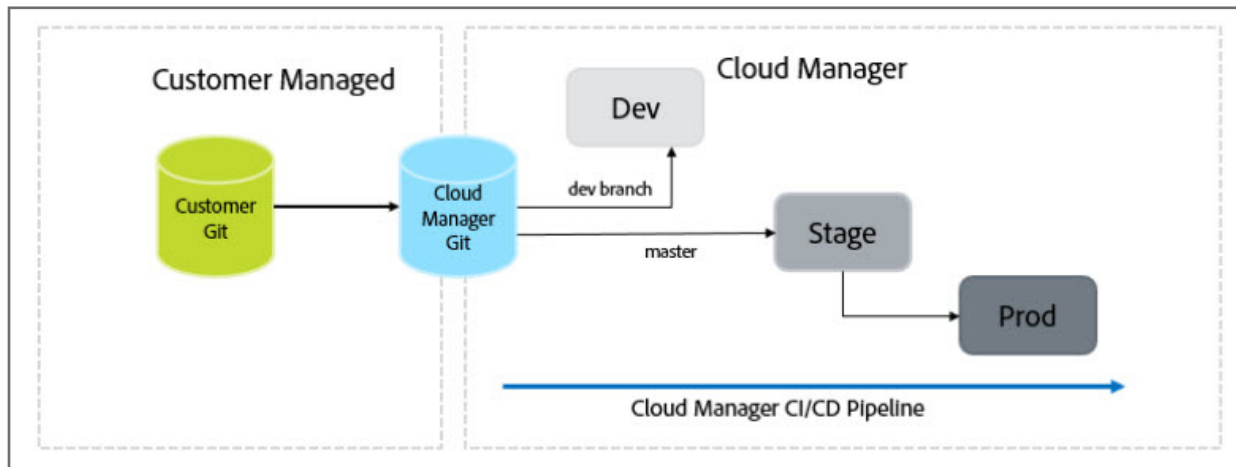 Customer Managed
Cloud Manager
Dev
Customer
Git
Cloud
Manager
Git
dev branch
master
Stage
Prod
Cloud Manager CI/CD Pipeline